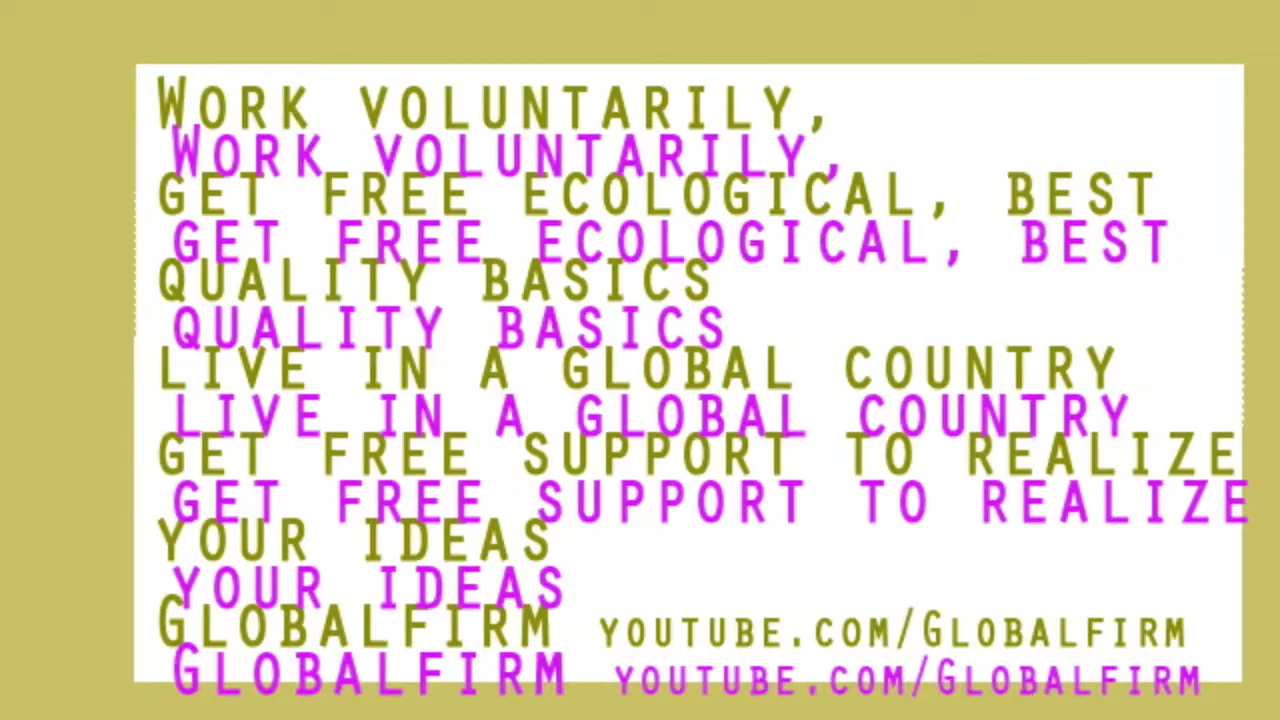 Work voluntarily,
Work voluntarily,
get free ecological, best
get free ecological, best
quality basics
quality basics
live in a global country
live in a global country
get free support to realize
get free support to realize
your ideas
your ideas
Globalfirm youtube.com/Globalfirm
Globalfirm youtube.com/Globalfirm